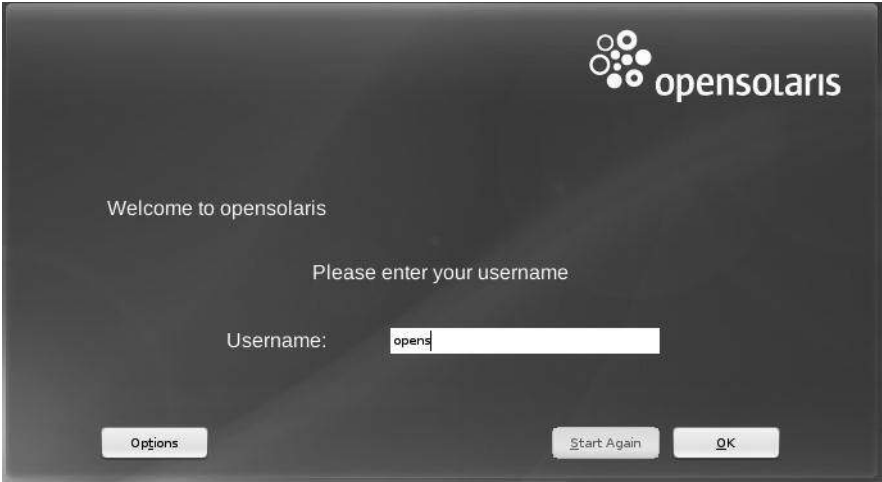 opensolaris
Welcome to opensolaris
Please enter your username
Username: opens
Options Start Again OK